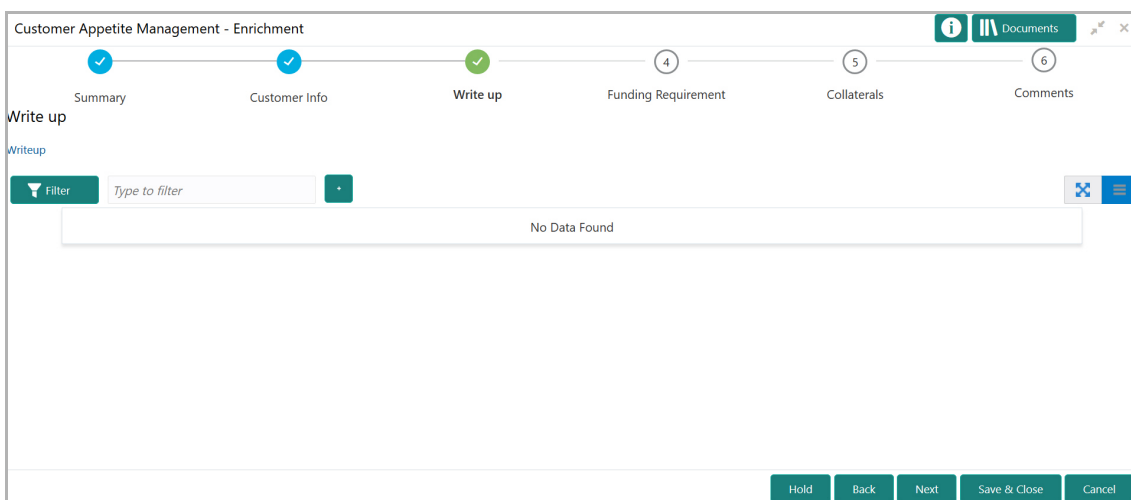 Customer Appetite Management - Enrichment
Documents
4
5
6
Summary
Customer Info
Write up
Funding Requirement
Collaterals
Comments
Write up
Writeup
Filter
Type to filter
+
No Data Found
Hold
Back
Next
Save & Close
Cancel